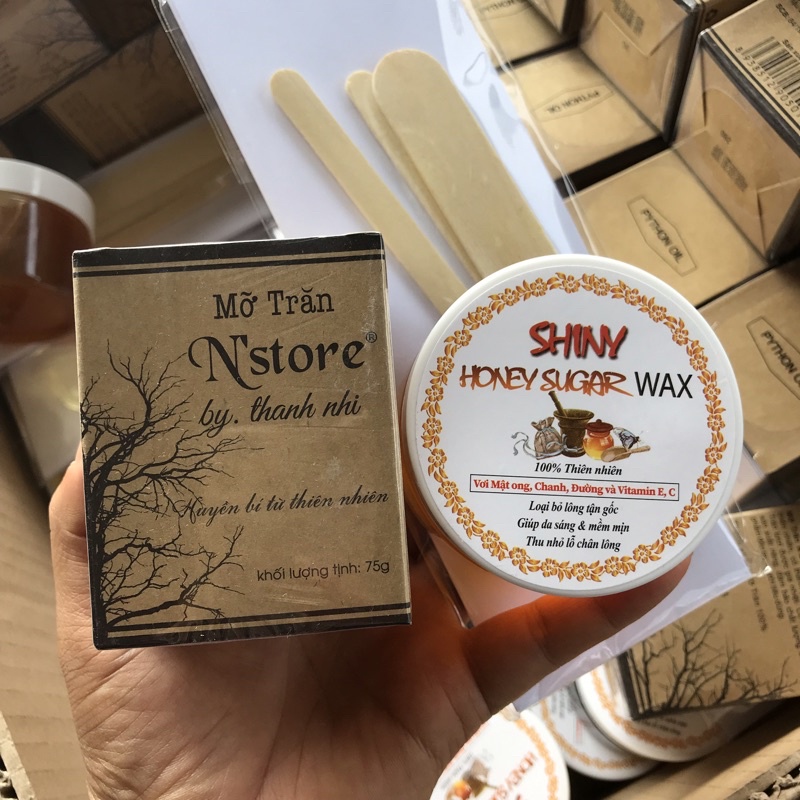 Mỡ Trăn
N'store®
by. thanh nhi
Huyền bí từ thiên nhiên
khối lượng tịnh: 75g
SHINY
HONEY SUGAR WAX
100% Thiên nhiên
Vơi Mật ong, Chanh, Đường và Vitamin E, C
Loại bỏ lông tận gốc
Giúp da sáng & mềm mịn
Thu nhỏ lỗ chân lông
PYTHON OIL
PYTHON OIL
PYTHON OIL